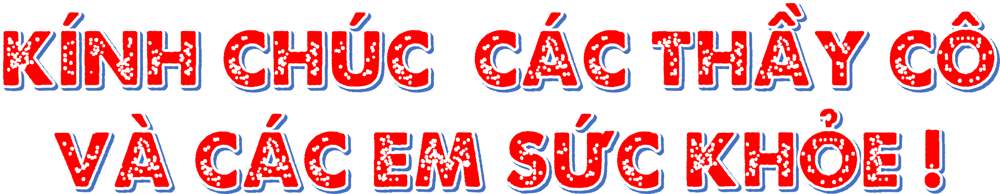 KÍNH CHÚC CÁC THẦY CÔ
VÀ CÁC EM SỨC KHỎE!